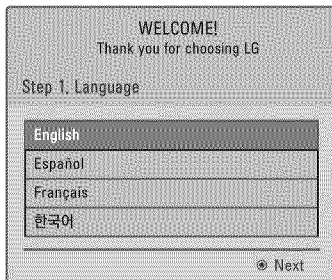 WELCOME!
Thank you for choosing LG
Step 1. Language
English
Español
Français
한국어
◉ Next